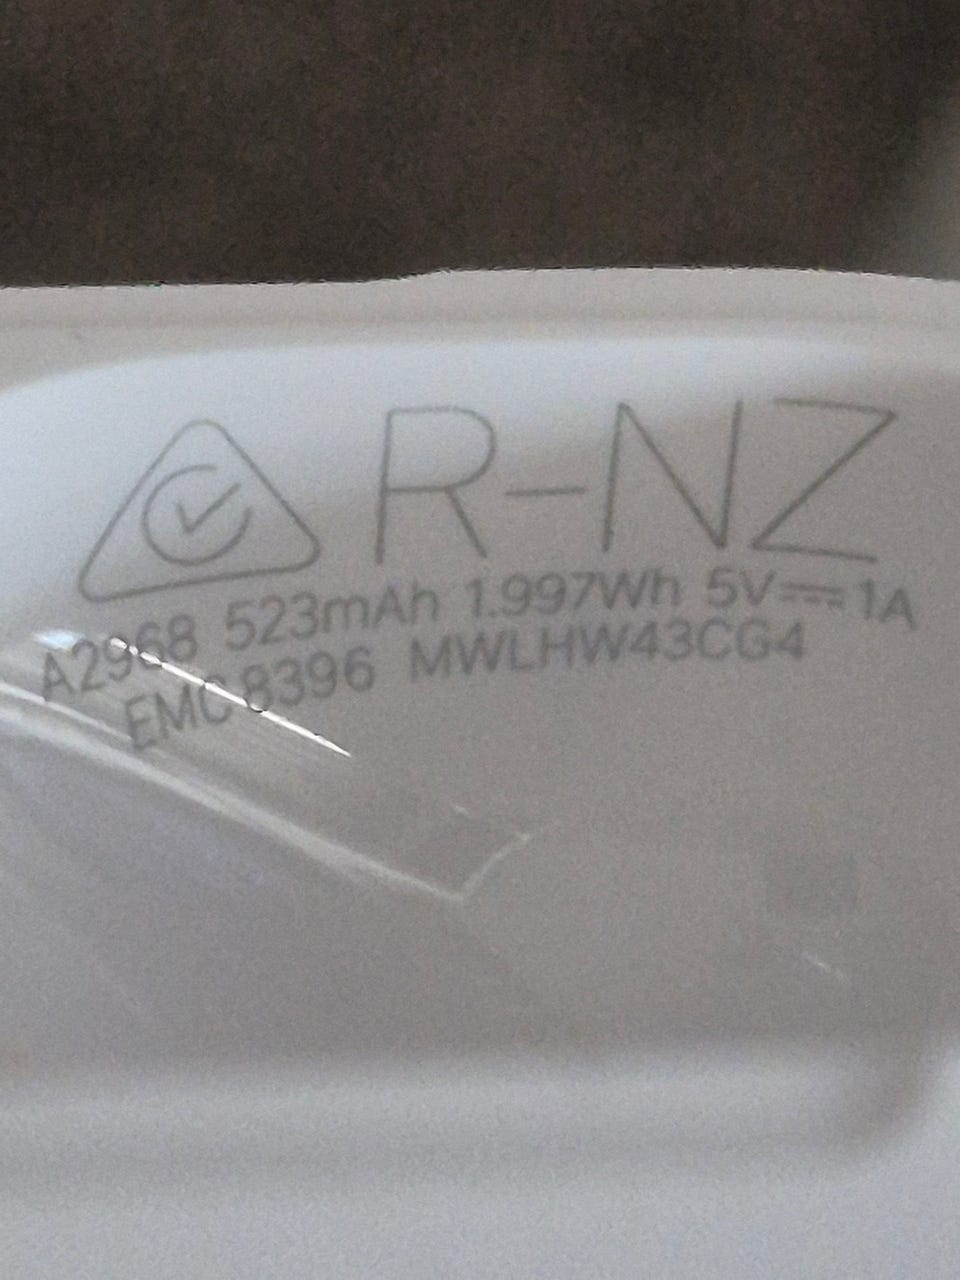 R-NZ
A2968 523mAh 1.997Wh 5V⎓1A
EMC 8396 MWLHW43CG4